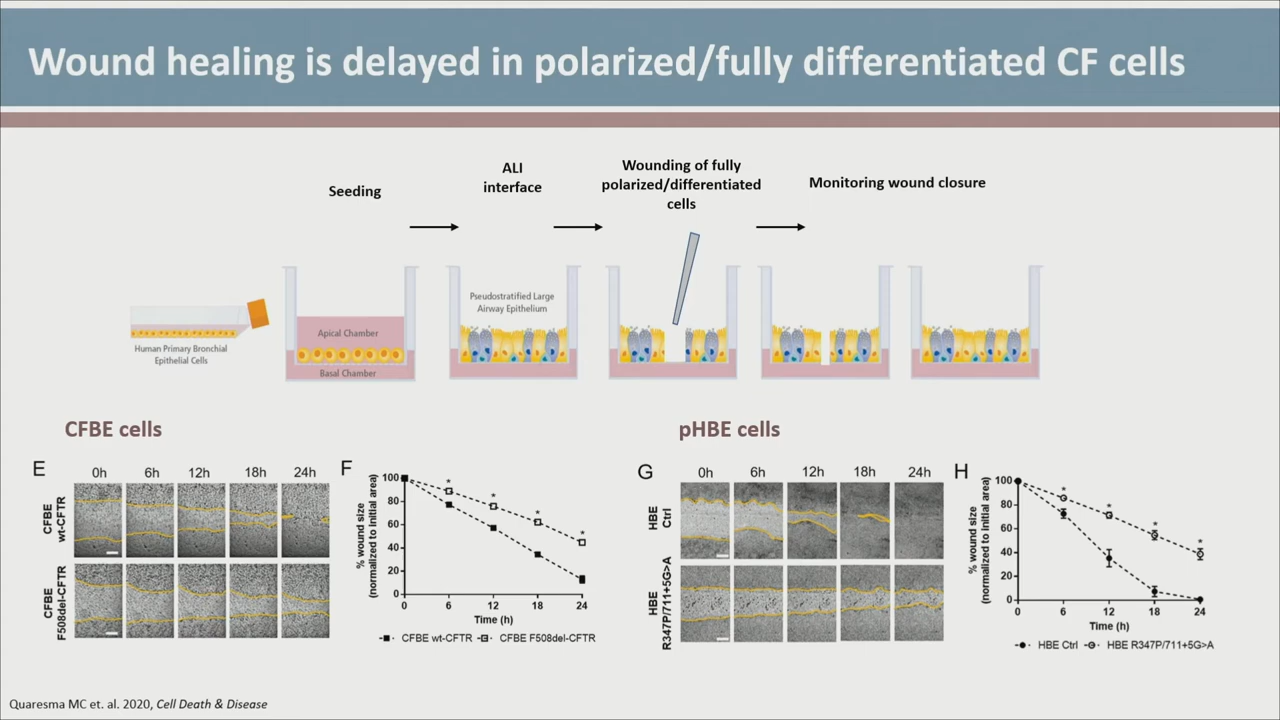 Wound healing is delayed in polarized/fully differentiated CF cells
Seeding
ALI
interface
Wounding of fully
polarized/differentiated
cells
Monitoring wound closure
Human Primary Bronchial
Epithelial Cells
Apical Chamber
Basal Chamber
Pseudostratified Large
Airway Epithelium
CFBE cells
E
0h 6h 12h 18h 24h
CFBE
wt-CFTR
CFBE
F508del-CFTR
F
% wound size
(normalized to initial area)
100
80
60
40
20
0
* * * *
0 6 12 18 24
Time (h)
CFBE wt-CFTR CFBE F508del-CFTR
pHBE cells
G
0h 6h 12h 18h 24h
HBE
Ctrl
HBE
R347P/711+5G>A
H
% wound size
(normalized to initial area)
100
80
60
40
20
0
* * * *
0 6 12 18 24
Time (h)
HBE Ctrl HBE R347P/711+5G>A
Quaresma MC et. al. 2020, Cell Death & Disease